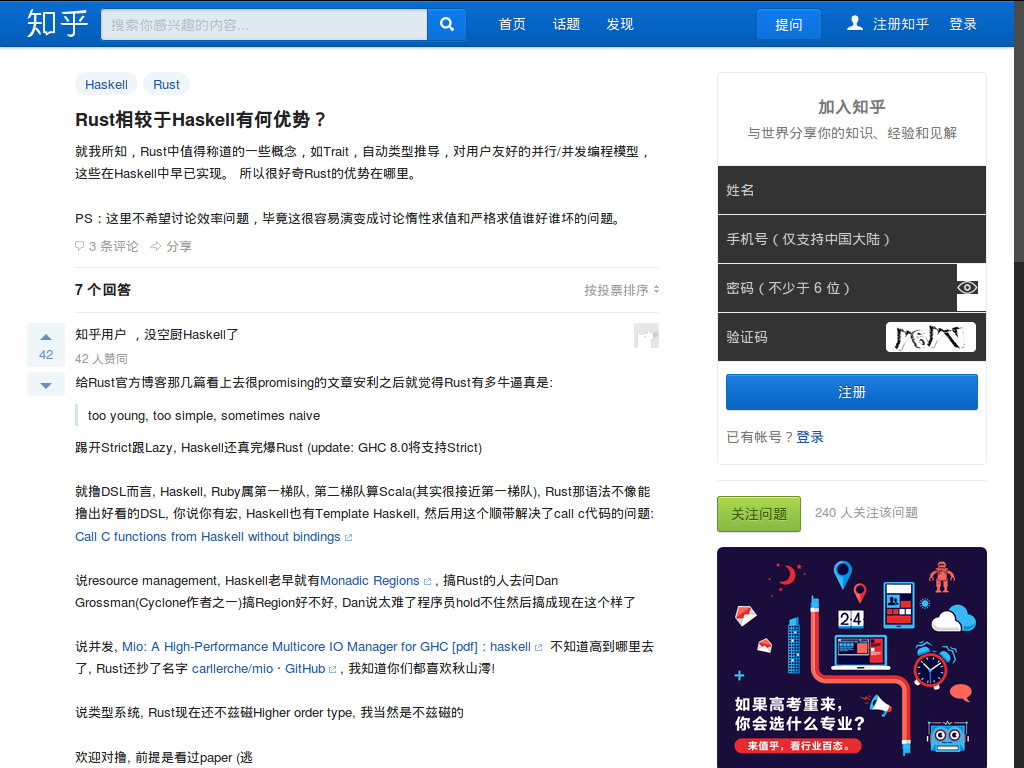 知乎 搜索你感兴趣的内容... 首页 话题 发现 提问 注册知乎 登录
Haskell Rust
Rust相较于Haskell有何优势？
就我所知，Rust中值得称道的一些概念，如Trait，自动类型推导，对用户友好的并行/并发编程模型，
这些在Haskell中早已实现。 所以很好奇Rust的优势在哪里。
PS：这里不希望讨论效率问题，毕竟这很容易演变成讨论惰性求值和严格求值谁好谁坏的问题。
3 条评论 分享
7 个回答 按投票排序
42
知乎用户 ，没空厨Haskell了
42 人赞同
给Rust官方博客那几篇看上去很promising的文章安利之后就觉得Rust有多牛逼真是:
too young, too simple, sometimes naive
踢开Strict跟Lazy, Haskell还真完爆Rust (update: GHC 8.0将支持Strict)
就撸DSL而言, Haskell, Ruby属第一梯队, 第二梯队算Scala(其实很接近第一梯队), Rust那语法不像能
撸出好看的DSL, 你说你有宏, Haskell也有Template Haskell, 然后用这个顺带解决了call c代码的问题:
Call C functions from Haskell without bindings
说resource management, Haskell老早就有Monadic Regions , 搞Rust的人去问Dan
Grossman(Cyclone作者之一)搞Region好不好, Dan说太难了程序员hold不住然后搞成现在这个样了
说并发, Mio: A High-Performance Multicore IO Manager for GHC [pdf] : haskell 不知道高到哪里去
了, Rust还抄了名字 carllerche/mio · GitHub , 我知道你们都喜欢秋山澪!
说类型系统, Rust现在还不兹磁Higher order type, 我当然是不兹磁的
欢迎对撸, 前提是看过paper (逃
加入知乎
与世界分享你的知识、经验和见解
姓名
手机号（仅支持中国大陆）
密码（不少于 6 位）
验证码
注册
已有帐号？登录
关注问题 240 人关注该问题
24
如果高考重来，
你会选什么专业？
来知乎，看行业百态。